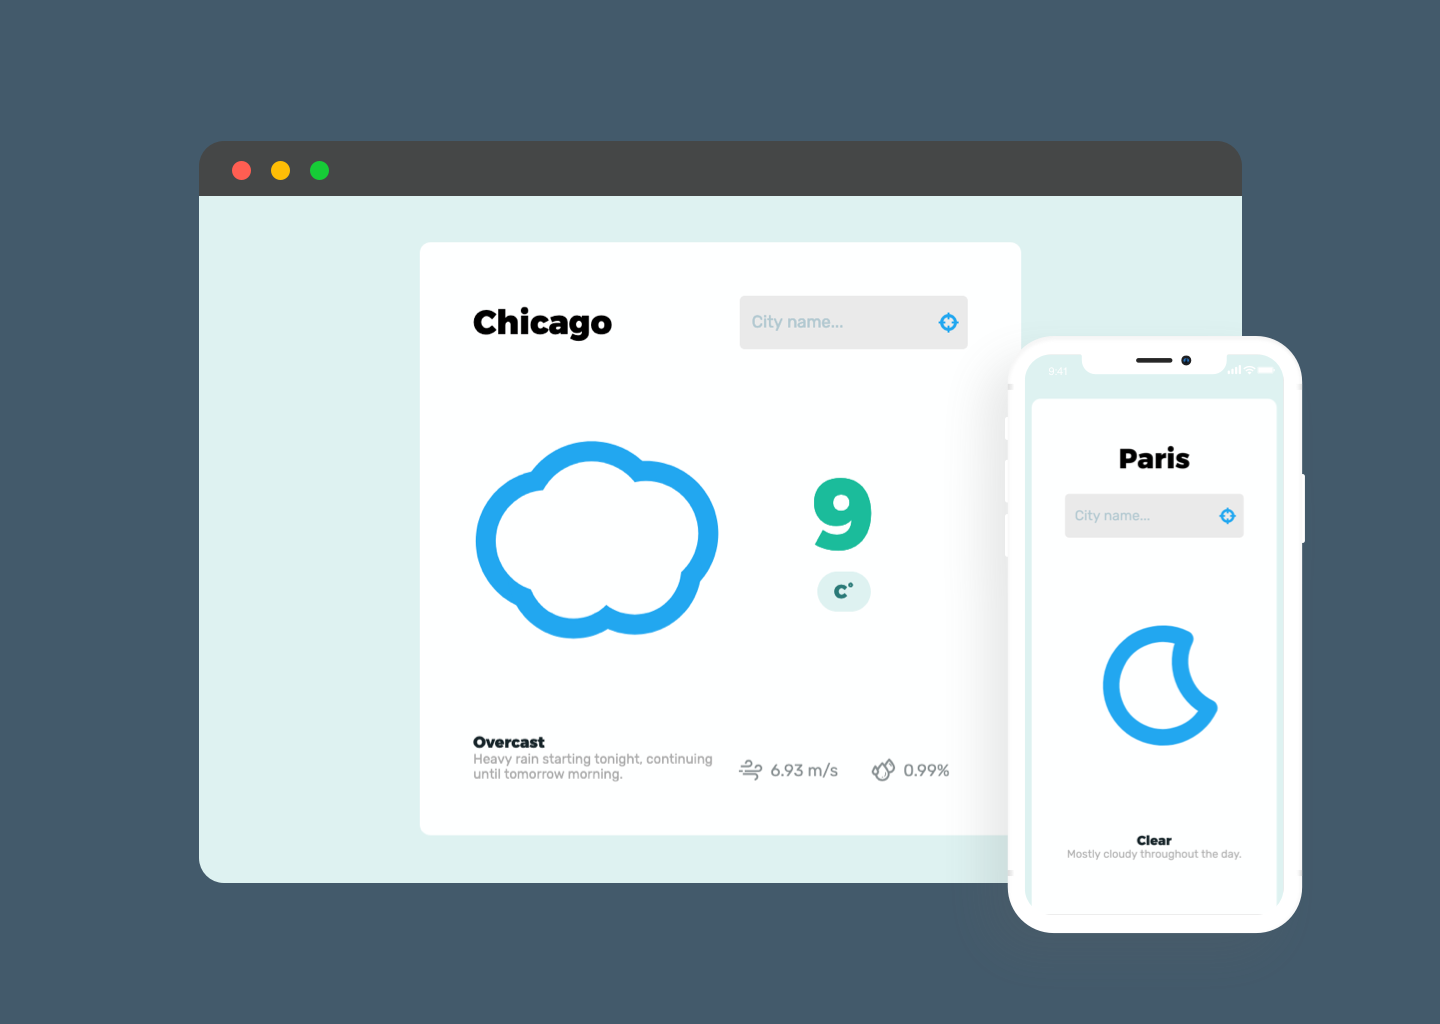 Chicago
City name...
9
c°
Overcast
Heavy rain starting tonight, continuing
until tomorrow morning.
6.93 m/s
0.99%
9:41
Paris
City name...
Clear
Mostly cloudy throughout the day.